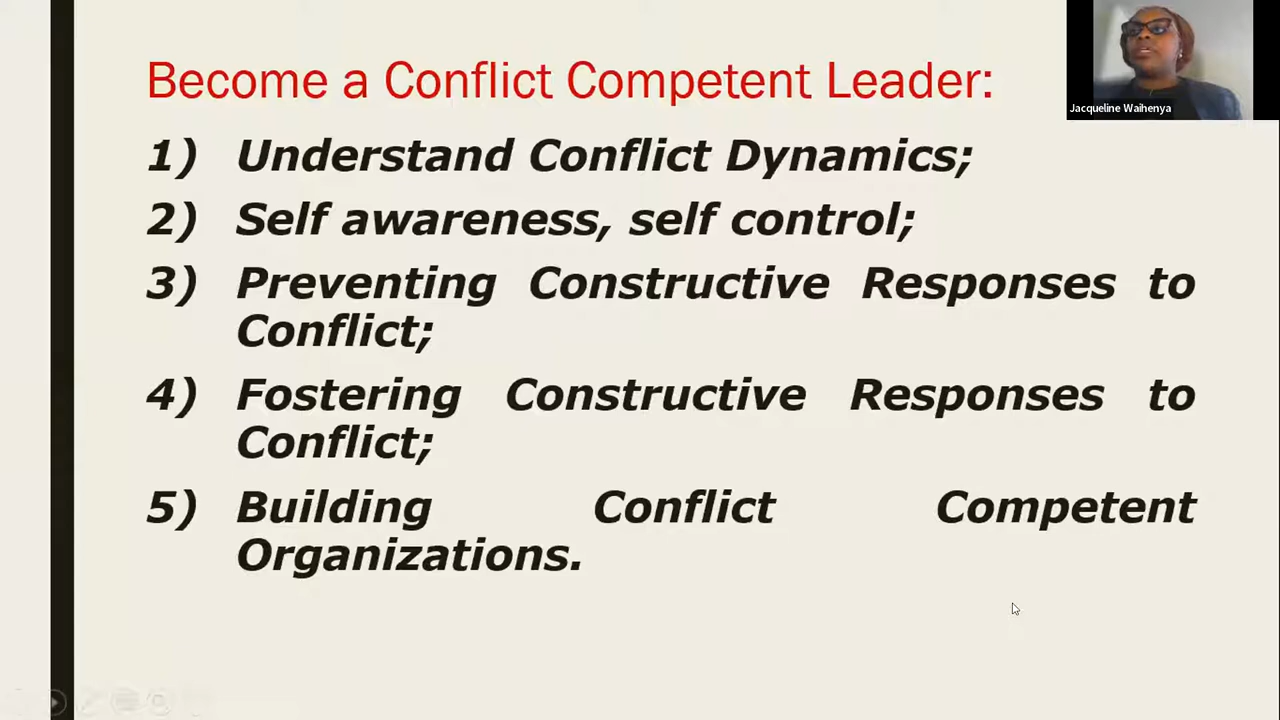 Become a Conflict Competent Leader:
Jacqueline Waihenya
1) Understand Conflict Dynamics;
2) Self awareness, self control;
3) Preventing Constructive Responses to
Conflict;
4) Fostering Constructive Responses to
Conflict;
5) Building Conflict Competent
Organizations.